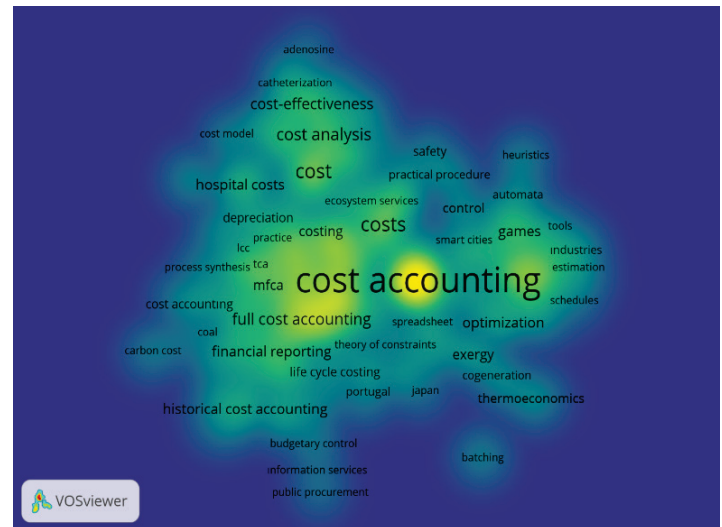 adenosine
catheterization
cost-effectiveness
cost model
cost analysis
safety
heuristics
cost
practical procedure
hospital costs
automata
ecosystem services
control
depreciation
costs
tools
practice
costing
games
smart cities
lcc
industries
process synthesis
tca
estimation
mfca
cost accounting
cost accounting
schedules
full cost accounting
spreadsheet
optimization
coal
theory of constraints
carbon cost
financial reporting
exergy
life cycle costing
cogeneration
portugal
japan
thermoeconomics
historical cost accounting
budgetary control
batching
information services
public procurement
VOSviewer